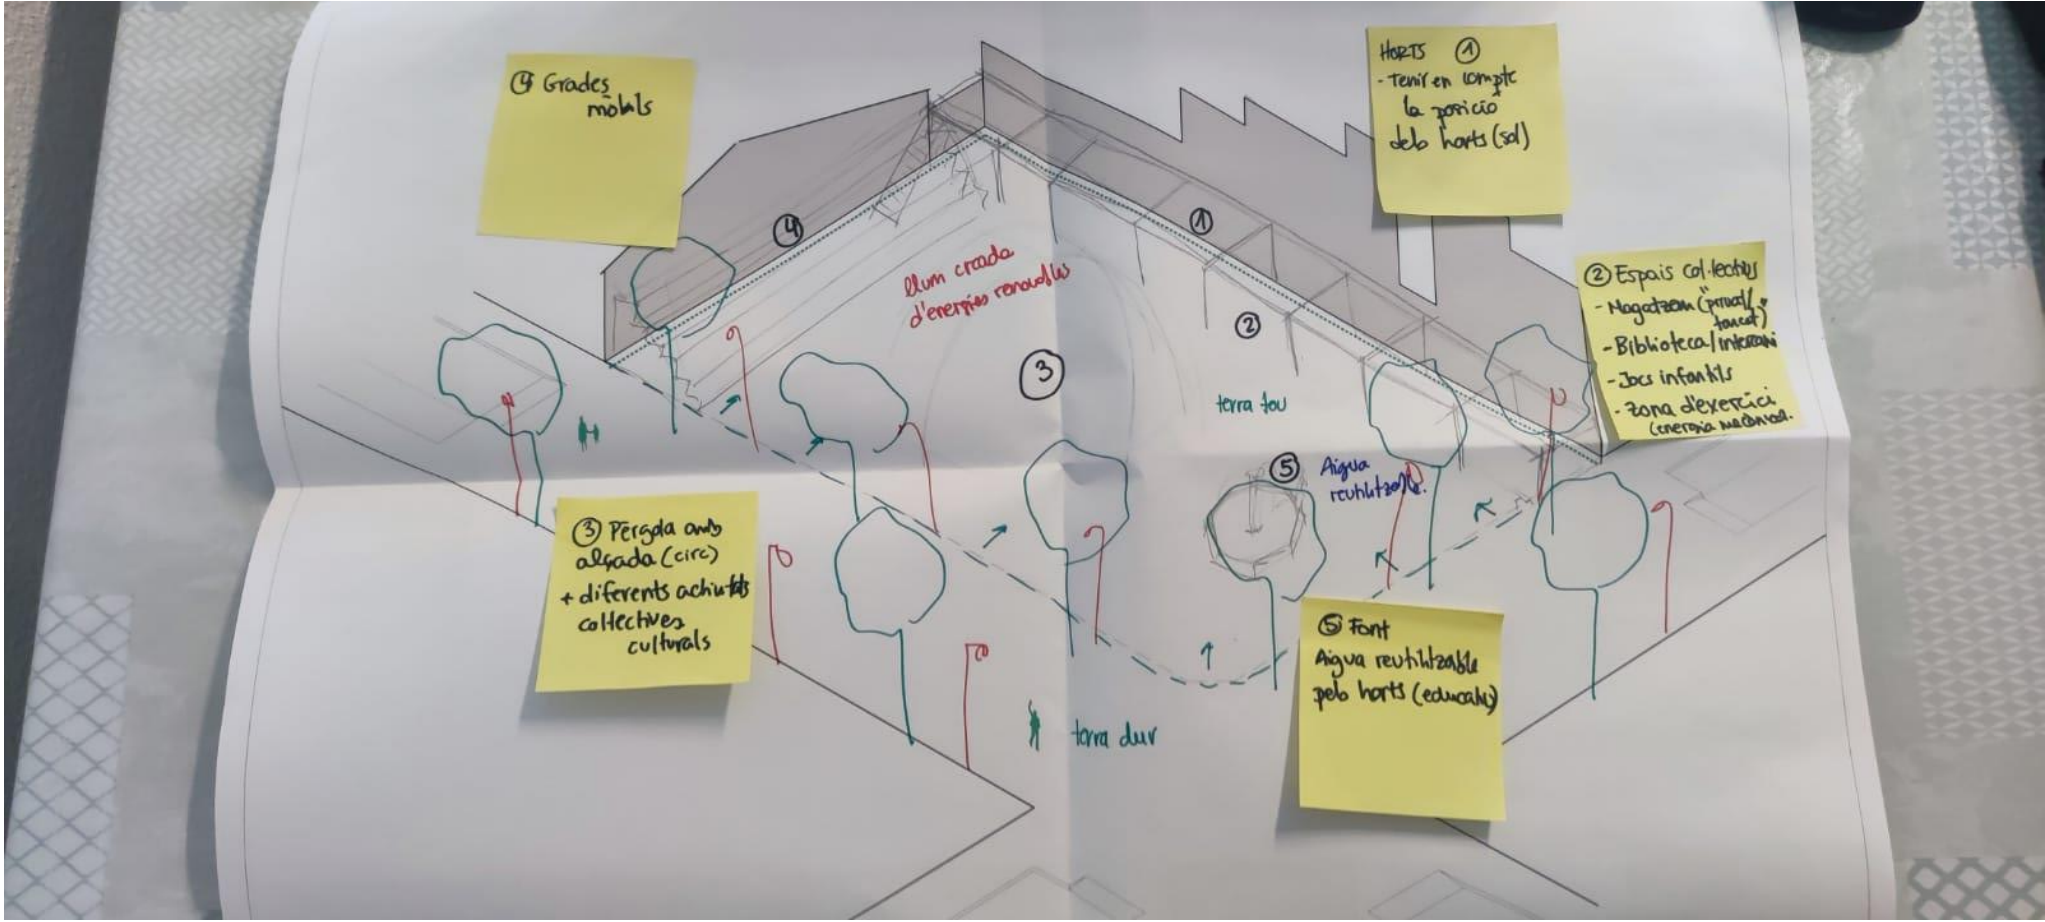 ④ Grades
mòbils
HORTS ①
- Tenir en compte
la posició
dels horts (sol)
④
①
llum creada
d'energies renovables
②
② Espais col·lectius
- Magatzem ("privat/
tancat")
- Biblioteca/intercanvi
- Jocs infantils
- Zona d'exercici
(energia mecànica.
③
terra tou
⑤ Aigua
reutilitzable.
③ Pèrgola amb
alçada (circ)
+ diferents activitats
collectives
culturals
⑤ Font
Aigua reutilitzable
pels horts (educatiu)
terra dur